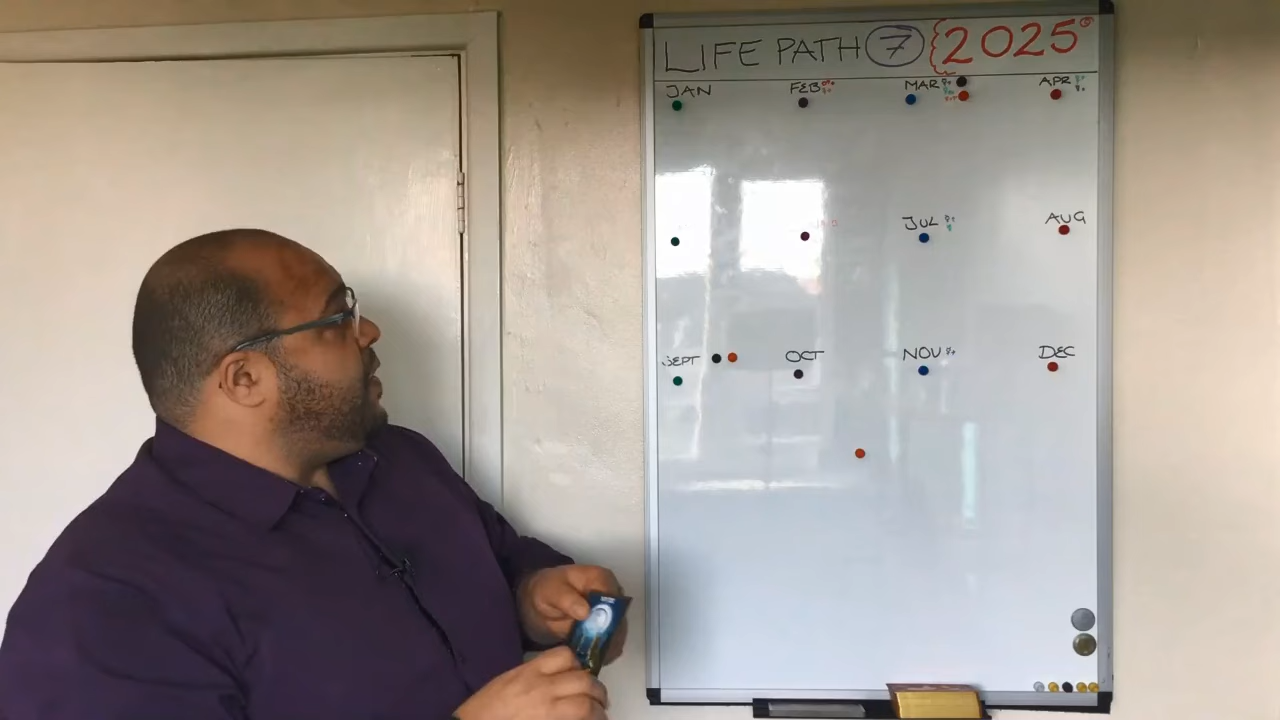 LIFE PATH 7 2025
JAN FEB MAR APR
JUL AUG
SEPT OCT NOV DEC